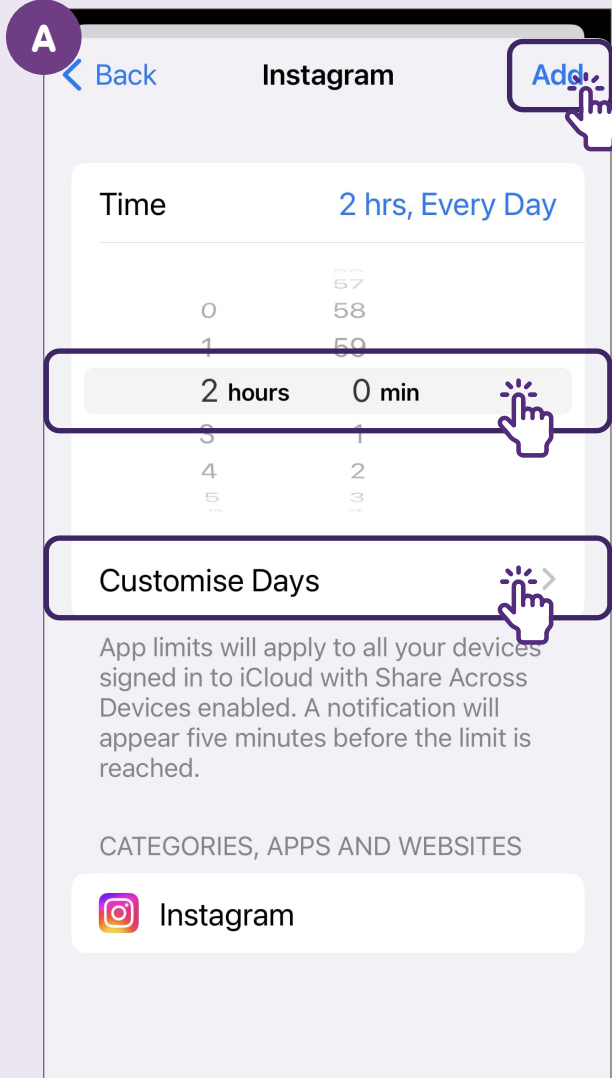 A
Back Instagram Add
Time 2 hrs, Every Day
57
0 58
1 59
2 hours 0 min
3 1
4 2
5 3
Customise Days
App limits will apply to all your devices
signed in to iCloud with Share Across
Devices enabled. A notification will
appear five minutes before the limit is
reached.
CATEGORIES, APPS AND WEBSITES
Instagram